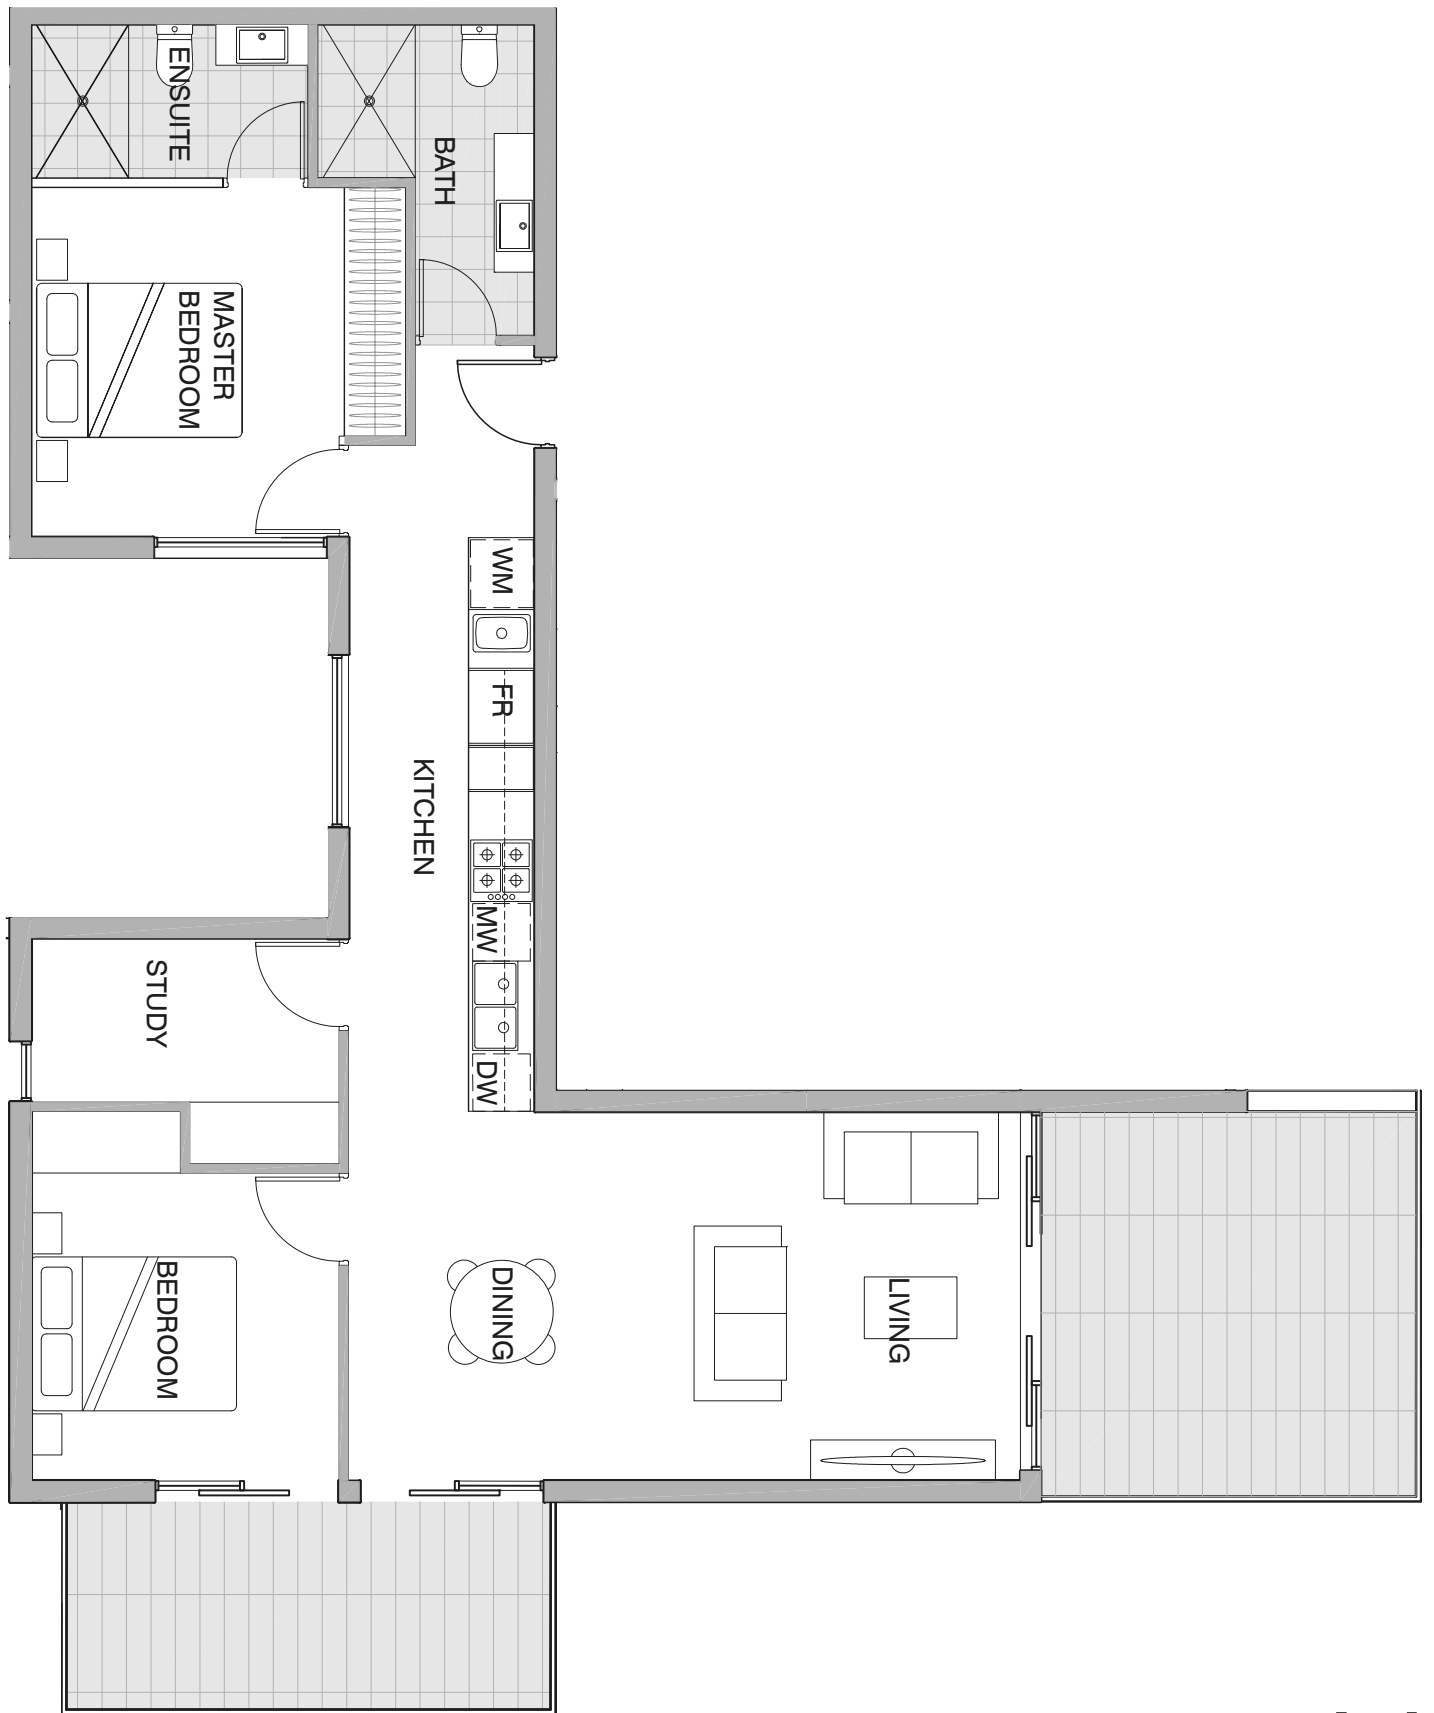 ENSUITE
BATH
MASTER
BEDROOM
WM
FR
KITCHEN
MW
STUDY
DW
DINING
LIVING
BEDROOM